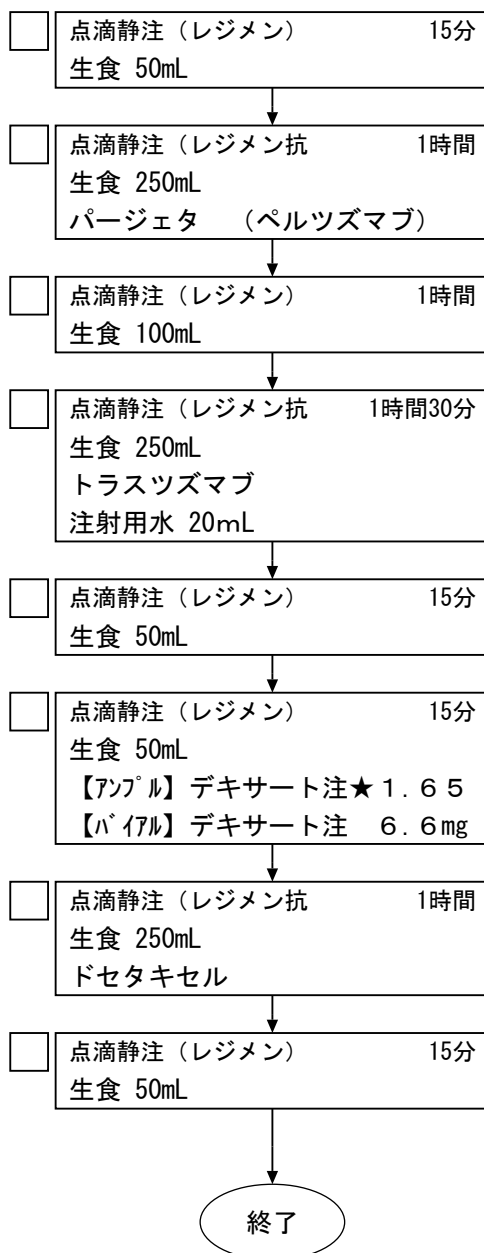 点滴静注（レジメン） 15分
生食 50mL
点滴静注（レジメン抗 1時間
生食 250mL
パージェタ （ペルツズマブ）
点滴静注（レジメン） 1時間
生食 100mL
点滴静注（レジメン抗 1時間30分
生食 250mL
トラスツズマブ
注射用水 20mL
点滴静注（レジメン） 15分
生食 50mL
点滴静注（レジメン） 15分
生食 50mL
【ｱﾝﾌﾟﾙ】デキサート注★１．６５
【ﾊﾞｲｱﾙ】デキサート注 ６．６mg
点滴静注（レジメン抗 1時間
生食 250mL
ドセタキセル
点滴静注（レジメン） 15分
生食 50mL
終了